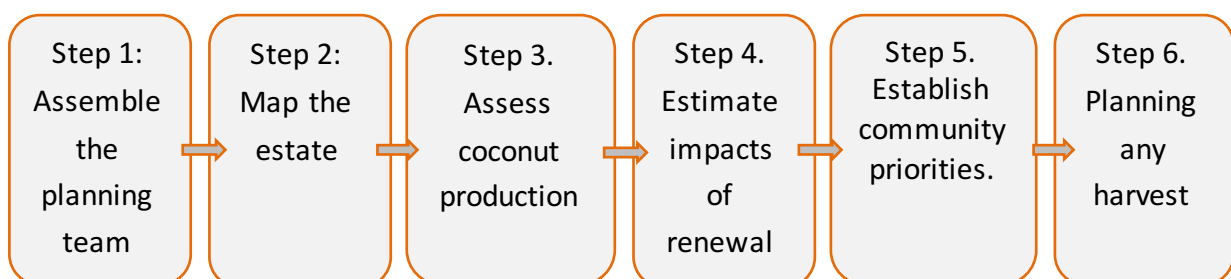 Step 1:
Assemble
the
planning
team
Step 2:
Map the
estate
Step 3.
Assess
coconut
production
Step 4.
Estimate
impacts
of
renewal
Step 5.
Establish
community
priorities.
Step 6.
Planning
any
harvest